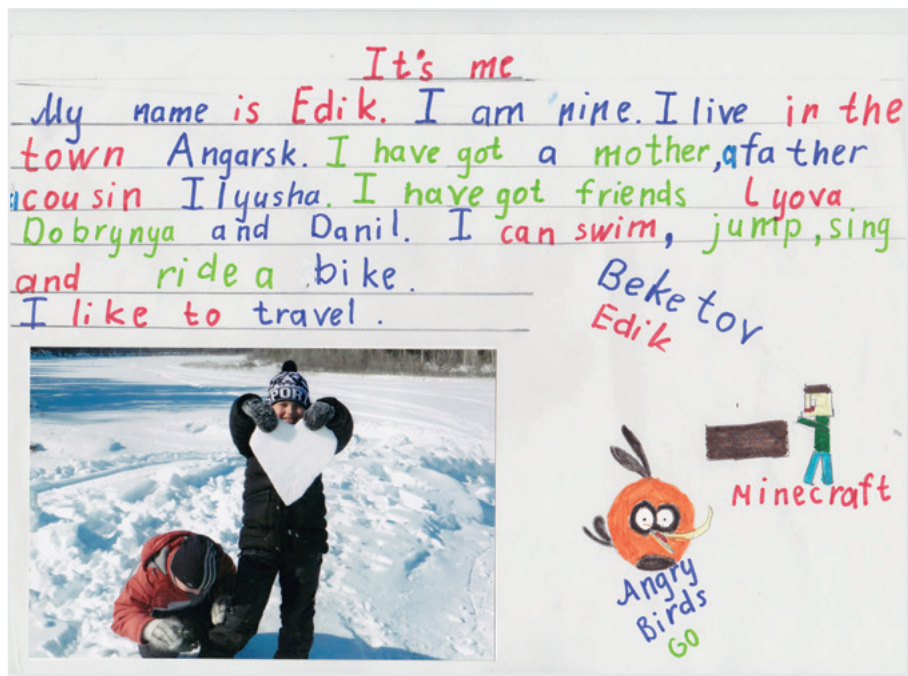 It's me
My name is Edik. I am nine. I live in the
town Angarsk. I have got a mother, a father
a cousin Ilyusha. I have got friends Lyova
Dobrynya and Danil. I can swim, jump, sing
and ride a bike.
I like to travel.
Beketov
Edik
SPORT
Minecraft
Angry
Birds
GO